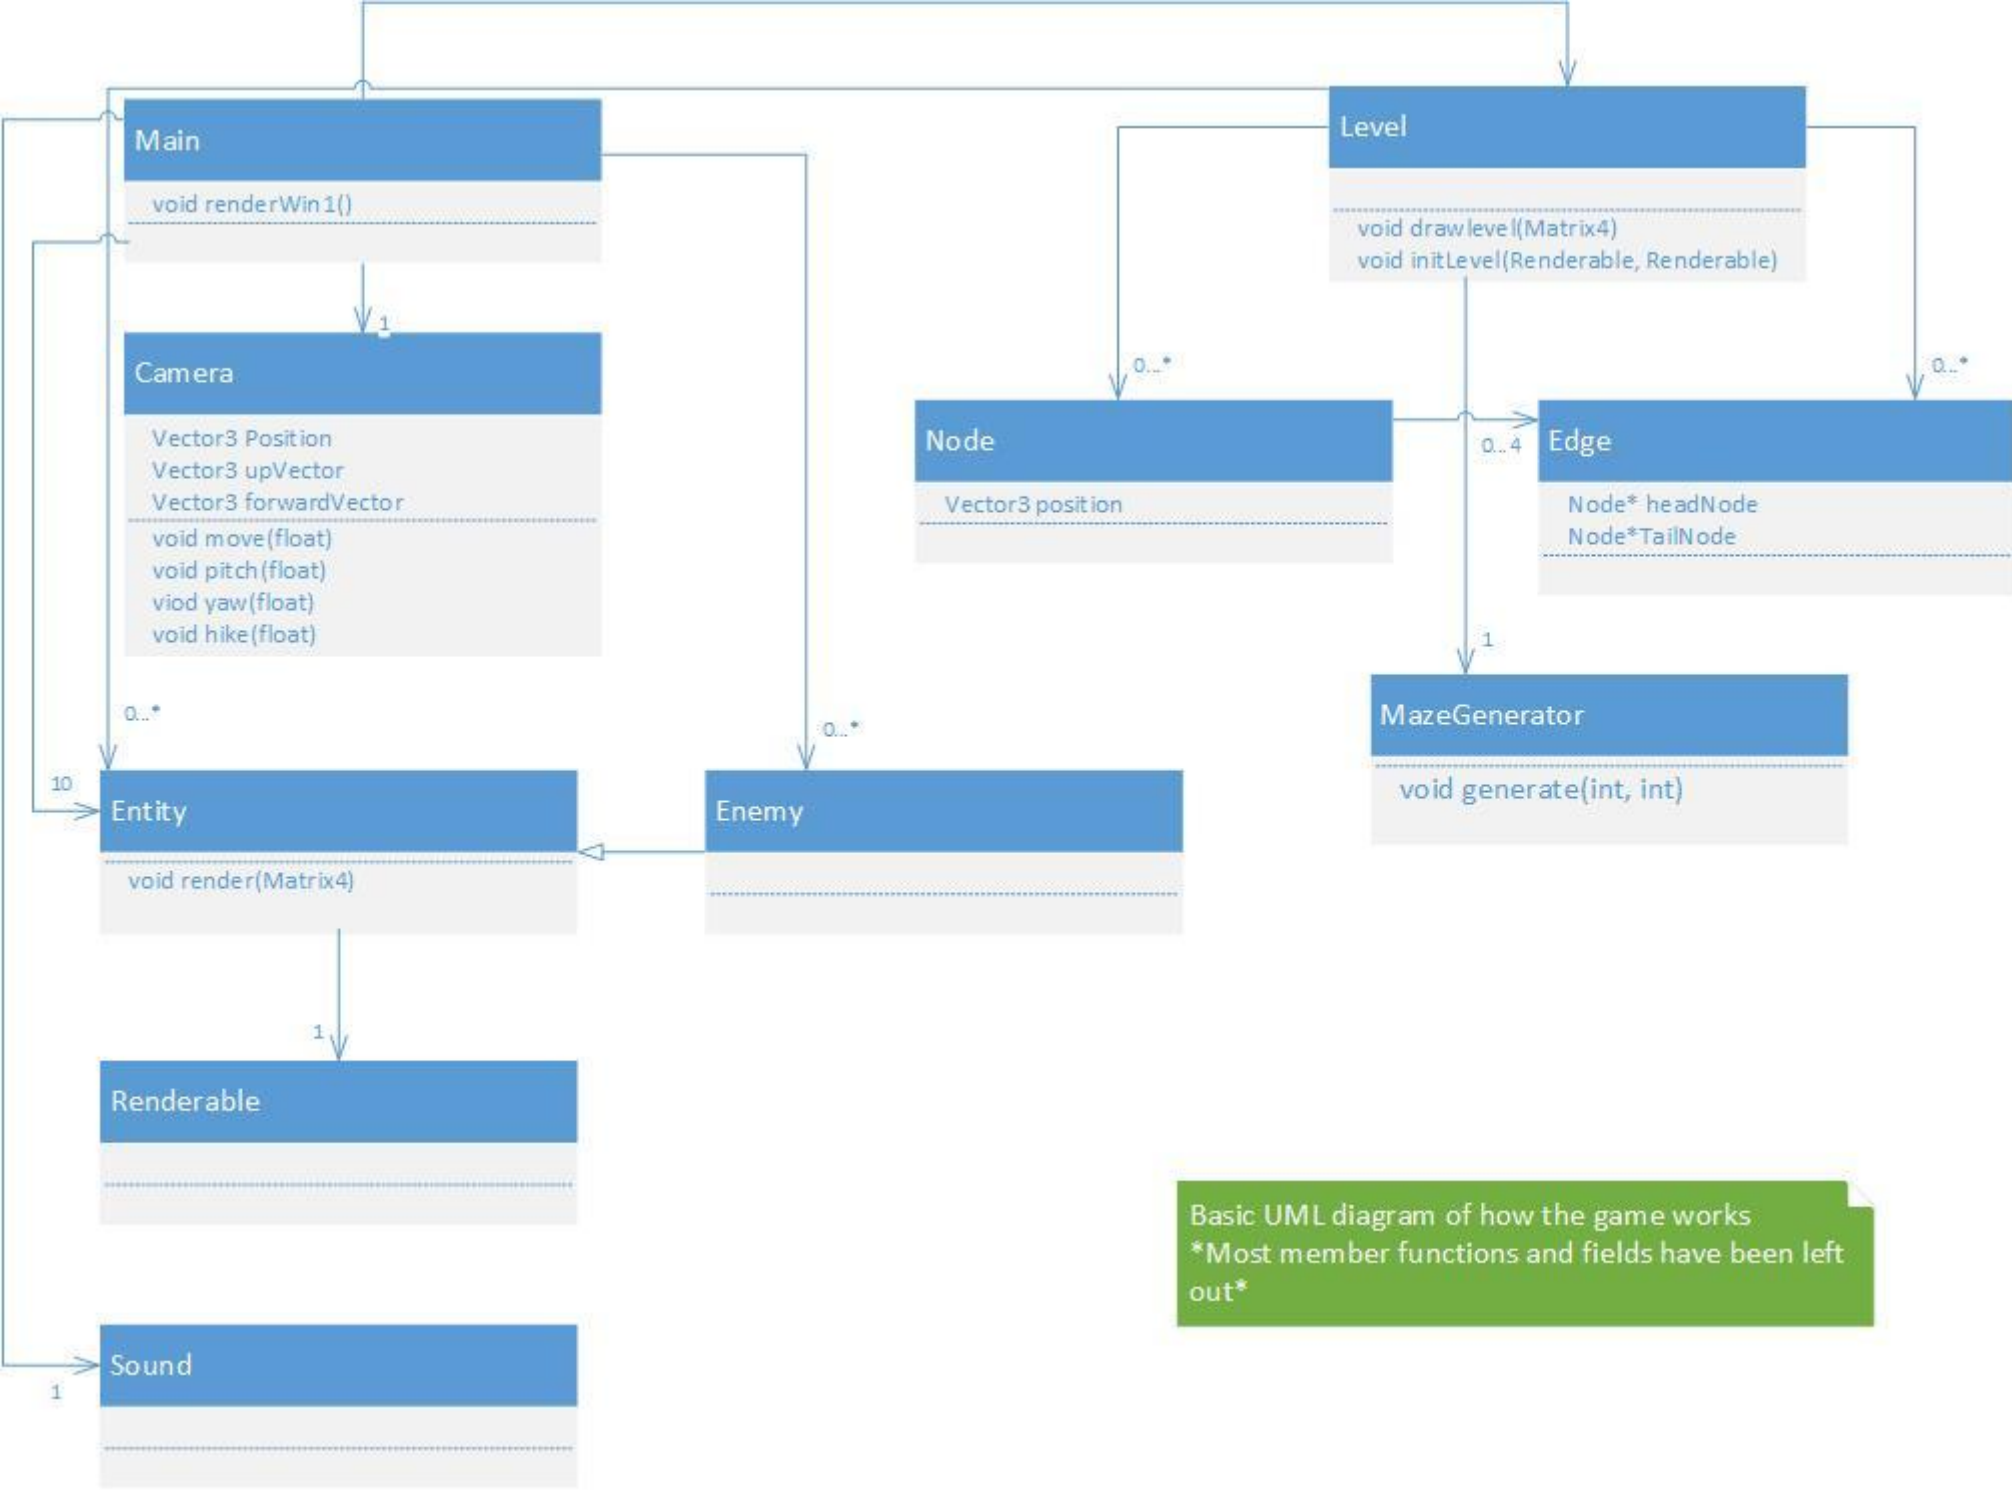 Main
void renderWin1()
1
Camera
Vector3 Position
Vector3 upVector
Vector3 forwardVector
void move(float)
void pitch(float)
viod yaw(float)
void hike(float)
Level
void drawlevel(Matrix4)
void initLevel(Renderable, Renderable)
0...*
0...*
Node
Vector3 position
0...4
Edge
Node* headNode
Node*TailNode
1
MazeGenerator
void generate(int, int)
0...*
10
Entity
void render(Matrix4)
0...*
Enemy
1
Renderable
1
Sound
Basic UML diagram of how the game works
*Most member functions and fields have been left
out*